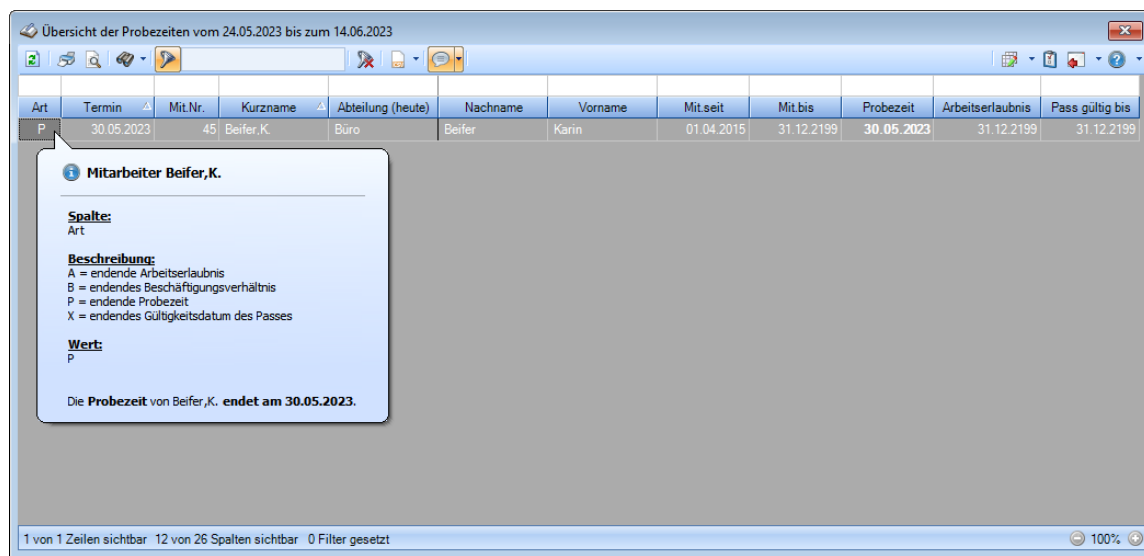 Übersicht der Probezeiten vom 24.05.2023 bis zum 14.06.2023
Art Termin Mit.Nr. Kurzname Abteilung (heute) Nachname Vorname Mit.seit Mit.bis Probezeit Arbeitserlaubnis Pass gültig bis
P 30.05.2023 45 Beifer,K. Büro Beifer Karin 01.04.2015 31.12.2199 30.05.2023 31.12.2199 31.12.2199
Mitarbeiter Beifer,K.
Spalte:
Art
Beschreibung:
A = endende Arbeitserlaubnis
B = endendes Beschäftigungsverhältnis
P = endende Probezeit
X = endendes Gültigkeitsdatum des Passes
Wert:
P
Die Probezeit von Beifer,K. endet am 30.05.2023.
1 von 1 Zeilen sichtbar 12 von 26 Spalten sichtbar 0 Filter gesetzt 100%